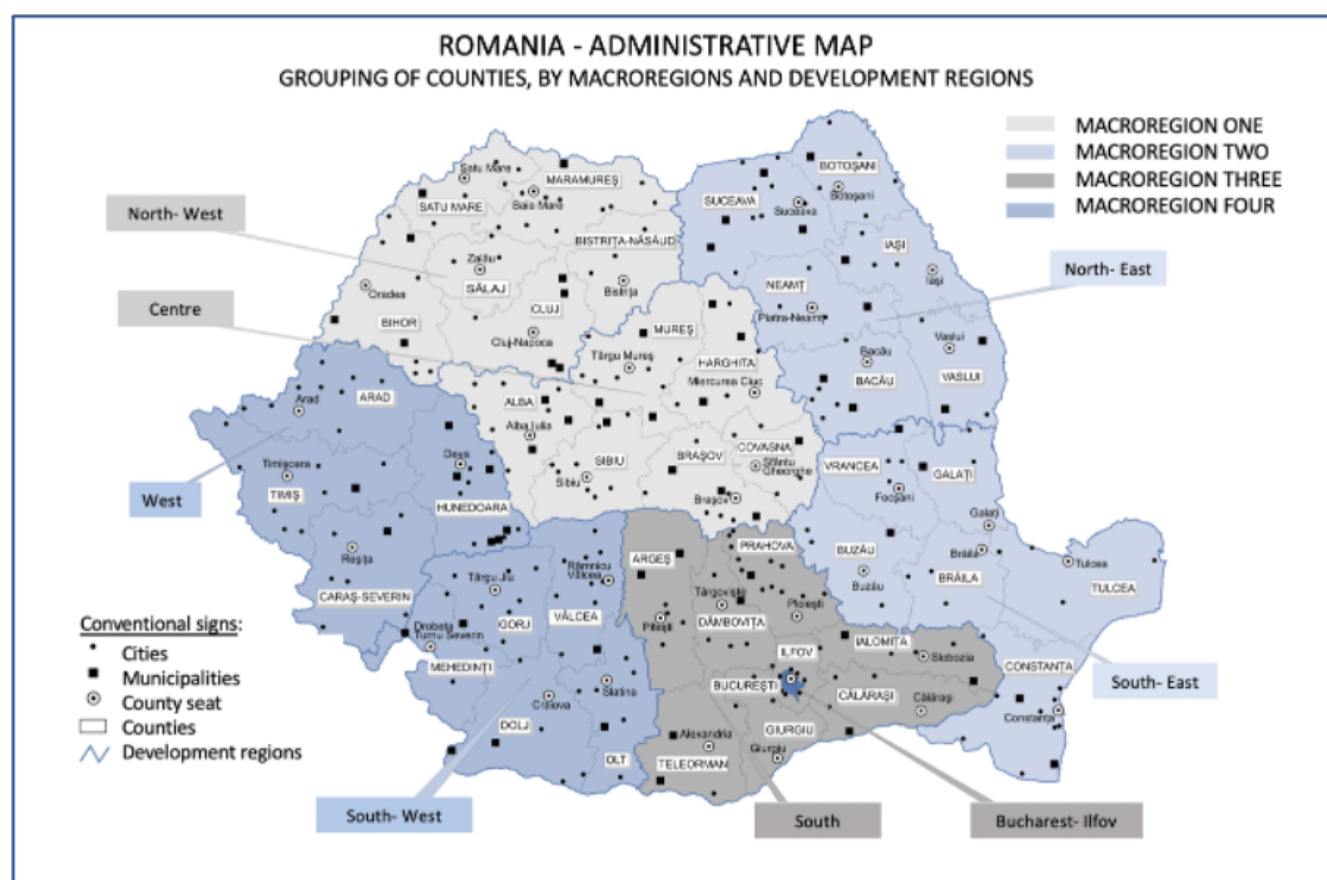 ROMANIA - ADMINISTRATIVE MAP
GROUPING OF COUNTIES, BY MACROREGIONS AND DEVELOPMENT REGIONS
MACROREGION ONE
MACROREGION TWO
MACROREGION THREE
MACROREGION FOUR
North- West
Centre
West
South- West
South
Bucharest- Ilfov
South- East
North- East
Satu Mare
MARAMUREȘ
SATU MARE
Baia Mare
BISTRIȚA-NĂSĂUD
Zalău
SĂLAJ
Oradea
Bistrița
BIHOR
CLUJ
Cluj-Napoca
BOTOȘANI
Botoșani
SUCEAVA
Suceava
IAȘI
Iași
NEAMȚ
Piatra-Neamț
Vaslui
Bacău
BACĂU
VASLUI
MUREȘ
Târgu Mureș
HARGHITA
Miercurea Ciuc
ALBA
Alba Iulia
COVASNA
Sfântu
Gheorghe
BRAȘOV
SIBIU
Sibiu
Brașov
ARAD
Arad
Timișoara
TIMIȘ
Deva
HUNEDOARA
Reșița
CARAȘ-SEVERIN
VRANCEA
Focșani
GALAȚI
Galați
BUZĂU
Buzău
Brăila
BRĂILA
Tulcea
TULCEA
CONSTANȚA
Constanța
Târgu Jiu
GORJ
Râmnicu
Vâlcea
VÂLCEA
Drobeta
Turnu Severin
MEHEDINȚI
Craiova
DOLJ
Slatina
OLT
ARGEȘ
Pitești
PRAHOVA
Târgoviște
DÂMBOVIȚA
Ploiești
ILFOV
BUCUREȘTI
IALOMIȚA
Slobozia
CĂLĂRAȘI
Călărași
GIURGIU
Giurgiu
Alexandria
TELEORMAN
Conventional signs:
Cities
Municipalities
County seat
Counties
Development regions